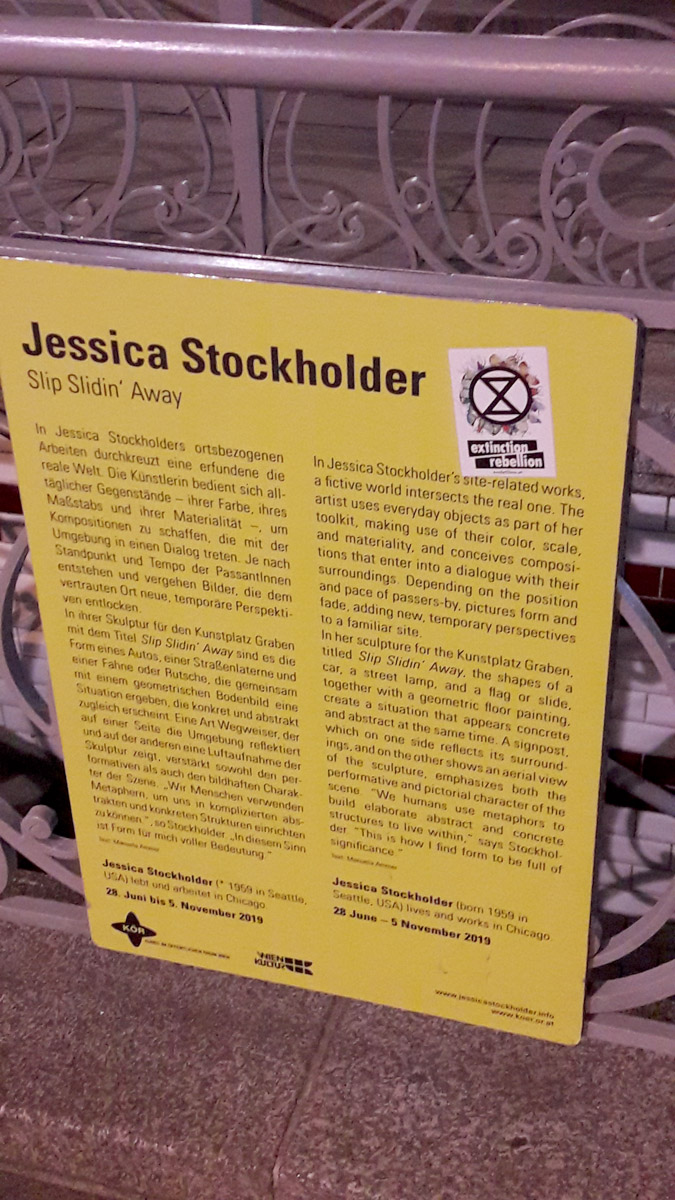 Jessica Stockholder
Slip Slidin' Away
extinction
rebellion
In Jessica Stockholders ortsbezogenen
Arbeiten durchkreuzt eine erfundene die
reale Welt. Die Künstlerin bedient sich all-
täglicher Gegenstände – ihrer Farbe, ihres
Maßstabs und ihrer Materialität –, um
Kompositionen zu schaffen, die mit der
Umgebung in einen Dialog treten. Je nach
Standpunkt und Tempo der PassantInnen
entstehen und vergehen Bilder, die dem
vertrauten Ort neue, temporäre Perspekti-
ven entlocken.
In ihrer Skulptur für den Kunstplatz Graben
mit dem Titel Slip Slidin' Away sind es die
Form eines Autos, einer Straßenlaterne und
einer Fahne oder Rutsche, die gemeinsam
mit einem geometrischen Bodenbild eine
Situation ergeben, die konkret und abstrakt
zugleich erscheint. Eine Art Wegweiser, der
auf einer Seite die Umgebung reflektiert
und auf der anderen eine Luftaufnahme der
Skulptur zeigt, verstärkt sowohl den per-
formativen als auch den bildhaften Charak-
ter der Szene. „Wir Menschen verwenden
Metaphern, um uns in komplizierten abs-
trakten und konkreten Strukturen einrichten
zu können.", so Stockholder „In diesem Sinn
ist Form für mich voller Bedeutung."
Text: Manuela Ammer
Jessica Stockholder (* 1959 in Seattle,
USA) lebt und arbeitet in Chicago
28. Juni bis 5. November 2019
In Jessica Stockholder's site-related works,
a fictive world intersects the real one. The
artist uses everyday objects as part of her
toolkit, making use of their color, scale,
and materiality, and conceives composi-
tions that enter into a dialogue with their
surroundings. Depending on the position
and pace of passers-by, pictures form and
fade, adding new, temporary perspectives
to a familiar site.
In her sculpture for the Kunstplatz Graben,
titled Slip Slidin' Away, the shapes of a
car, a street lamp, and a flag or slide,
together with a geometric floor painting,
create a situation that appears concrete
and abstract at the same time. A signpost,
which on one side reflects its surround-
ings, and on the other shows an aerial view
of the sculpture, emphasizes both the
performative and pictorial character of the
scene. "We humans use metaphors to
build elaborate abstract and concrete
structures to live within," says Stockhol-
der "This is how I find form to be full of
significance."
Text: Manuela Ammer
Jessica Stockholder (born 1959 in
Seattle, USA) lives and works in Chicago.
28 June – 5 November 2019
KÖR
KUNST IM ÖFFENTLICHEN RAUM WIEN
WIEN
KULTUR
www.jessicastockholder.info
www.koer.or.at